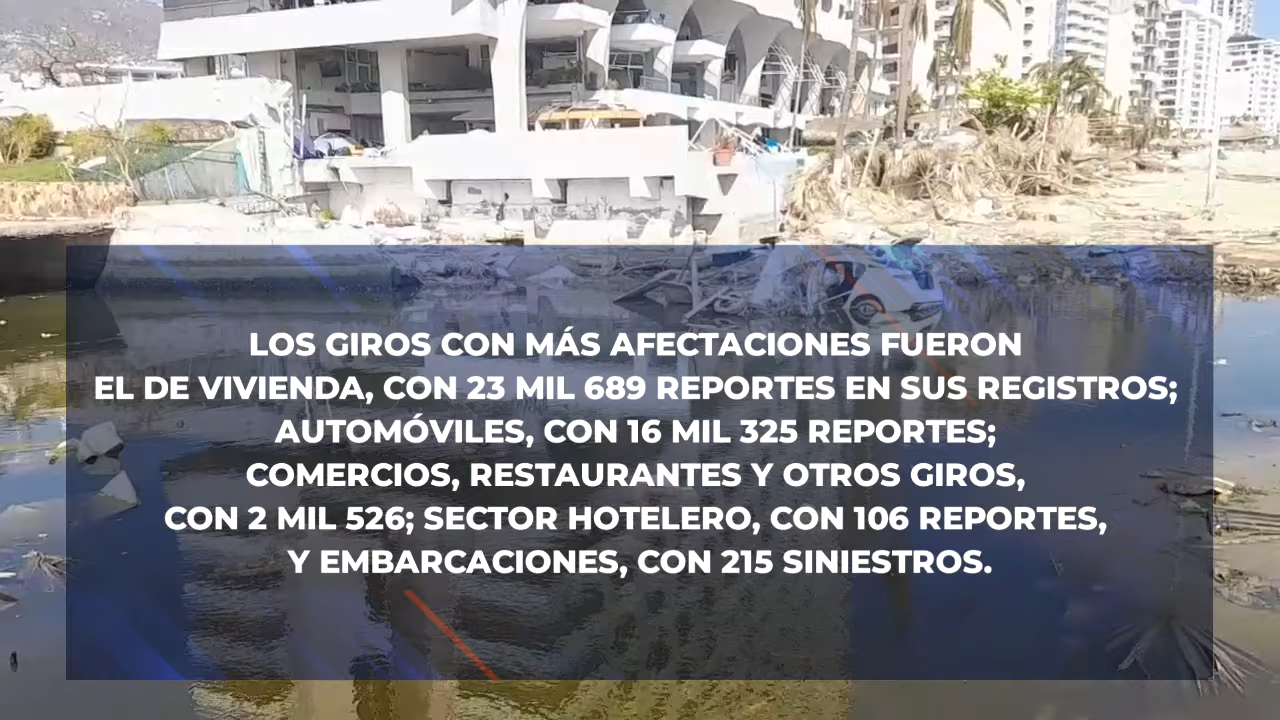 LOS GIROS CON MÁS AFECTACIONES FUERON
EL DE VIVIENDA, CON 23 MIL 689 REPORTES EN SUS REGISTROS;
AUTOMÓVILES, CON 16 MIL 325 REPORTES;
COMERCIOS, RESTAURANTES Y OTROS GIROS,
CON 2 MIL 526; SECTOR HOTELERO, CON 106 REPORTES,
Y EMBARCACIONES, CON 215 SINIESTROS.